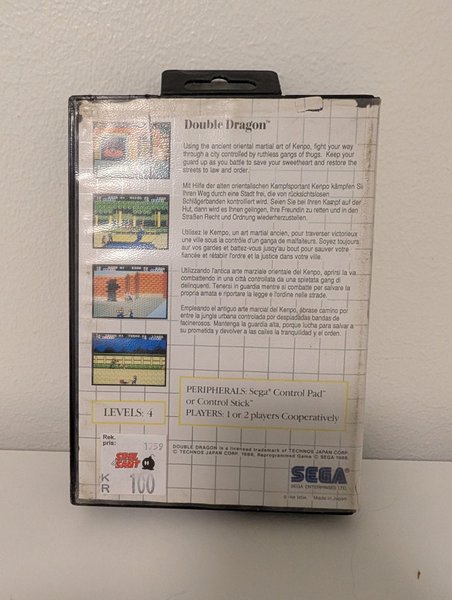 Double Dragon™
Using the ancient oriental martial art of Kenpo, fight your way
through a city controlled by ruthless gangs of thugs. Keep your
guard up as you battle to save your sweetheart and restore the
streets to law and order.
Mit Hilfe der alten orientalischen Kampfsportart Kenpo kämpfen Sie
Ihren Weg durch eine Stadt frei, die von rücksichtslosen
Schlägerbanden kontrolliert wird. Seien Sie bei Ihrem Kampf auf der
Hut, dann wird es Ihnen gelingen, Ihre Freundin zu retten und in den
Straßen Recht und Ordnung wiederherzustellen.
Utilisez le Kempo, un art martial ancien, pour traverser victorieux
une ville sous la contrôle d'un ganga de malfaiteurs. Soyez toujours
sur vos gardes et battez-vous jusqu'au bout pour sauver votre
fiancée et rétablir l'ordre et la justice dans votre ville.
Utilizzando l'antica arte marziale orientale del Kenpo, aprirsi la via
combattendo in una città controllata da una spietata gang di
delinquenti. Tenersi in guardia mentre si combatte per salvare la
propria amata e riportare la legge e l'ordine nelle strade.
Empleando el antiguo arte marcial del Kenpo, ábrase camino por
entre la jungla urbana controlada por despiadadas bandas de
facinerosos. Mantenga la guardia alta, porque lucha para salvar a
su prometida y devolver a las calles la tranquilidad y el orden.
PERIPHERALS: Sega® Control Pad™
or Control Stick™
PLAYERS: 1 or 2 players Cooperatively
LEVELS: 4
Rek.
pris:
1259
KR
100
DOUBLE DRAGON is a licensed trademark of TECHNOS JAPAN CORP.
© TECHNOS JAPAN CORP. 1988, Reprogrammed Game © SEGA 1988.
SEGA
SEGA ENTERPRISES LTD.
Made in Japan